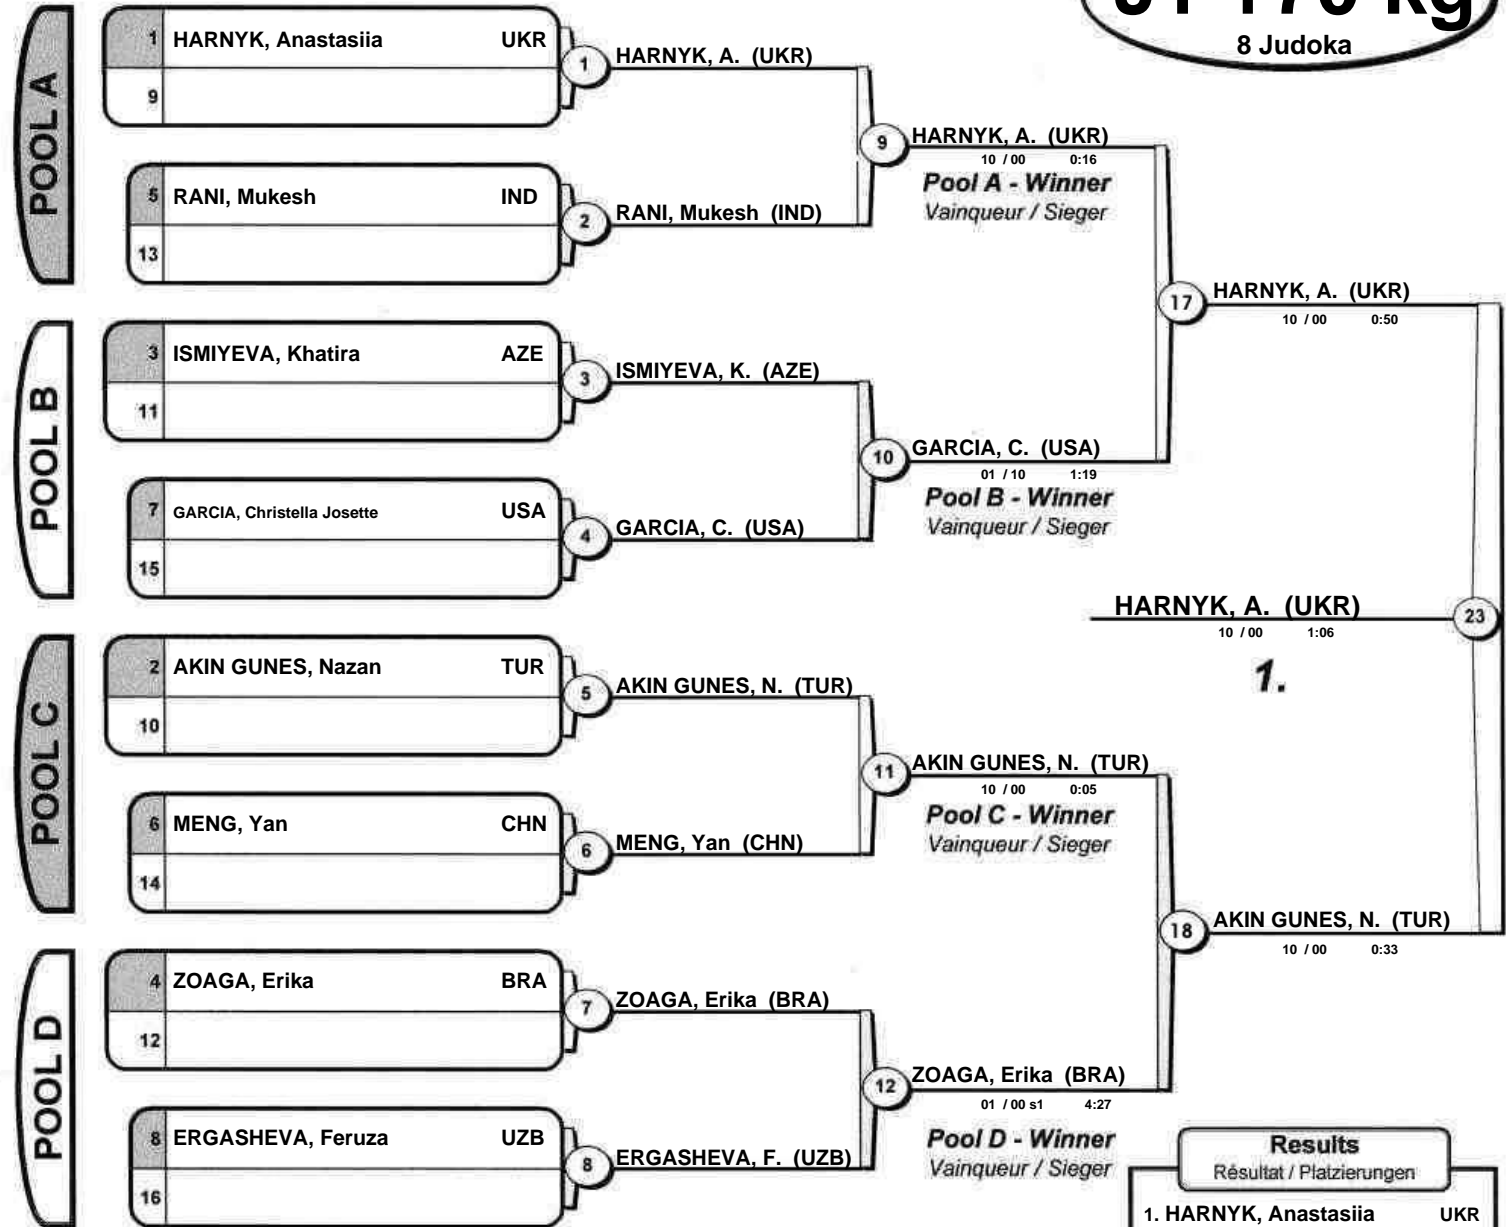 8 Judoka
POOL A
1 HARNYK, Anastasiia UKR
9
1
HARNYK, A. (UKR)
5 RANI, Mukesh IND
13
2
RANI, Mukesh (IND)
9
HARNYK, A. (UKR)
10 / 00 0:16
Pool A - Winner
Vainqueur / Sieger
POOL B
3 ISMIYEVA, Khatira AZE
11
3
ISMIYEVA, K. (AZE)
7 GARCIA, Christella Josette USA
15
4
GARCIA, C. (USA)
10
GARCIA, C. (USA)
01 / 10 1:19
Pool B - Winner
Vainqueur / Sieger
17
HARNYK, A. (UKR)
10 / 00 0:50
POOL C
2 AKIN GUNES, Nazan TUR
10
5
AKIN GUNES, N. (TUR)
6 MENG, Yan CHN
14
6
MENG, Yan (CHN)
11
AKIN GUNES, N. (TUR)
10 / 00 0:05
Pool C - Winner
Vainqueur / Sieger
POOL D
4 ZOAGA, Erika BRA
12
7
ZOAGA, Erika (BRA)
8 ERGASHEVA, Feruza UZB
16
8
ERGASHEVA, F. (UZB)
12
ZOAGA, Erika (BRA)
01 / 00 s1 4:27
Pool D - Winner
Vainqueur / Sieger
18
AKIN GUNES, N. (TUR)
10 / 00 0:33
23
HARNYK, A. (UKR)
10 / 00 1:06
1.
Results
Résultat / Platzierungen
1. HARNYK, Anastasiia UKR